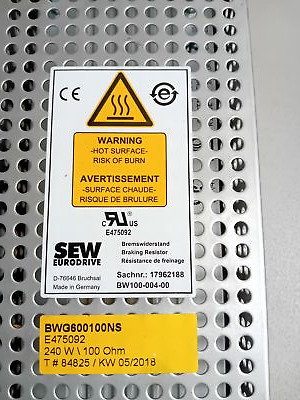 CE
e
WARNING
-HOT SURFACE-
RISK OF BURN
AVERTISSEMENT
-SURFACE CHAUDE-
RISQUE DE BRULURE
c RU US
E475092
SEW
EURODRIVE
Bremswiderstand
Braking Resistor
Résistance de freinage
D-76646 Bruchsal
Made in Germany
Sachnr.: 17962188
BW100-004-00
BWG600100NS
E475092
240 W \ 100 Ohm
T # 84825 / KW 05/2018